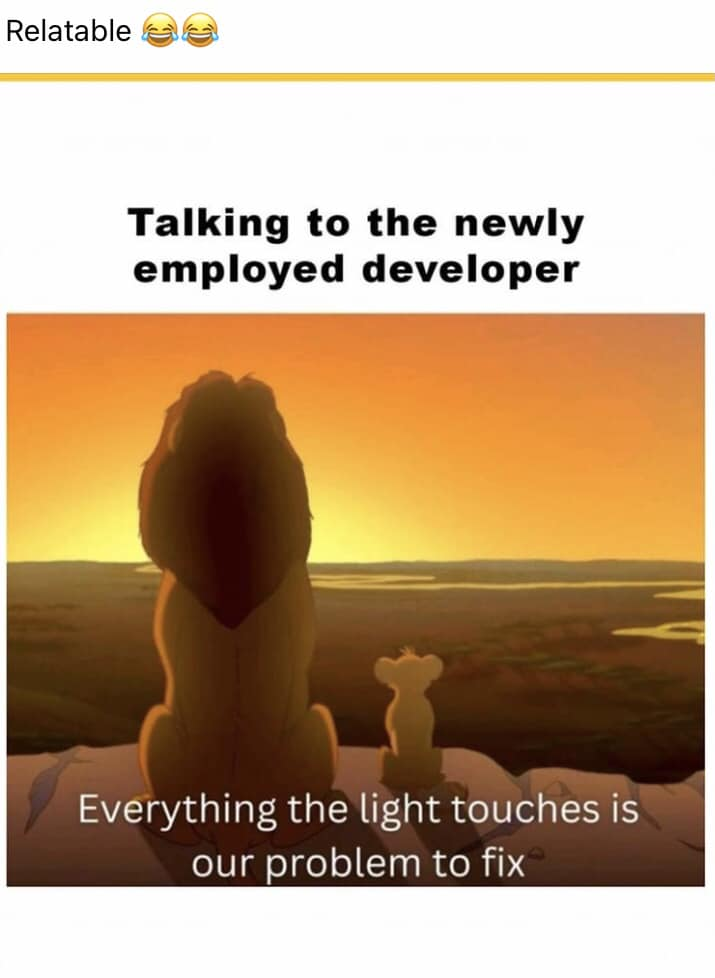 Relatable 😂😂
Talking to the newly
employed developer
Everything the light touches is
our problem to fix